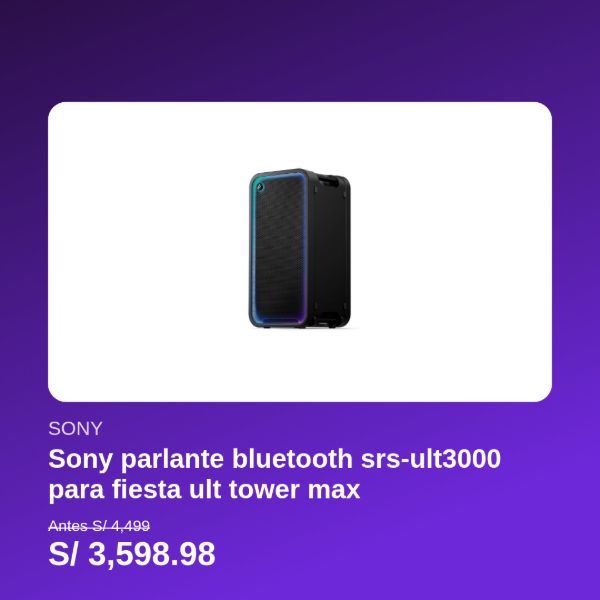 SONY
Sony parlante bluetooth srs-ult3000
para fiesta ult tower max
Antes S/ 4,499
S/ 3,598.98